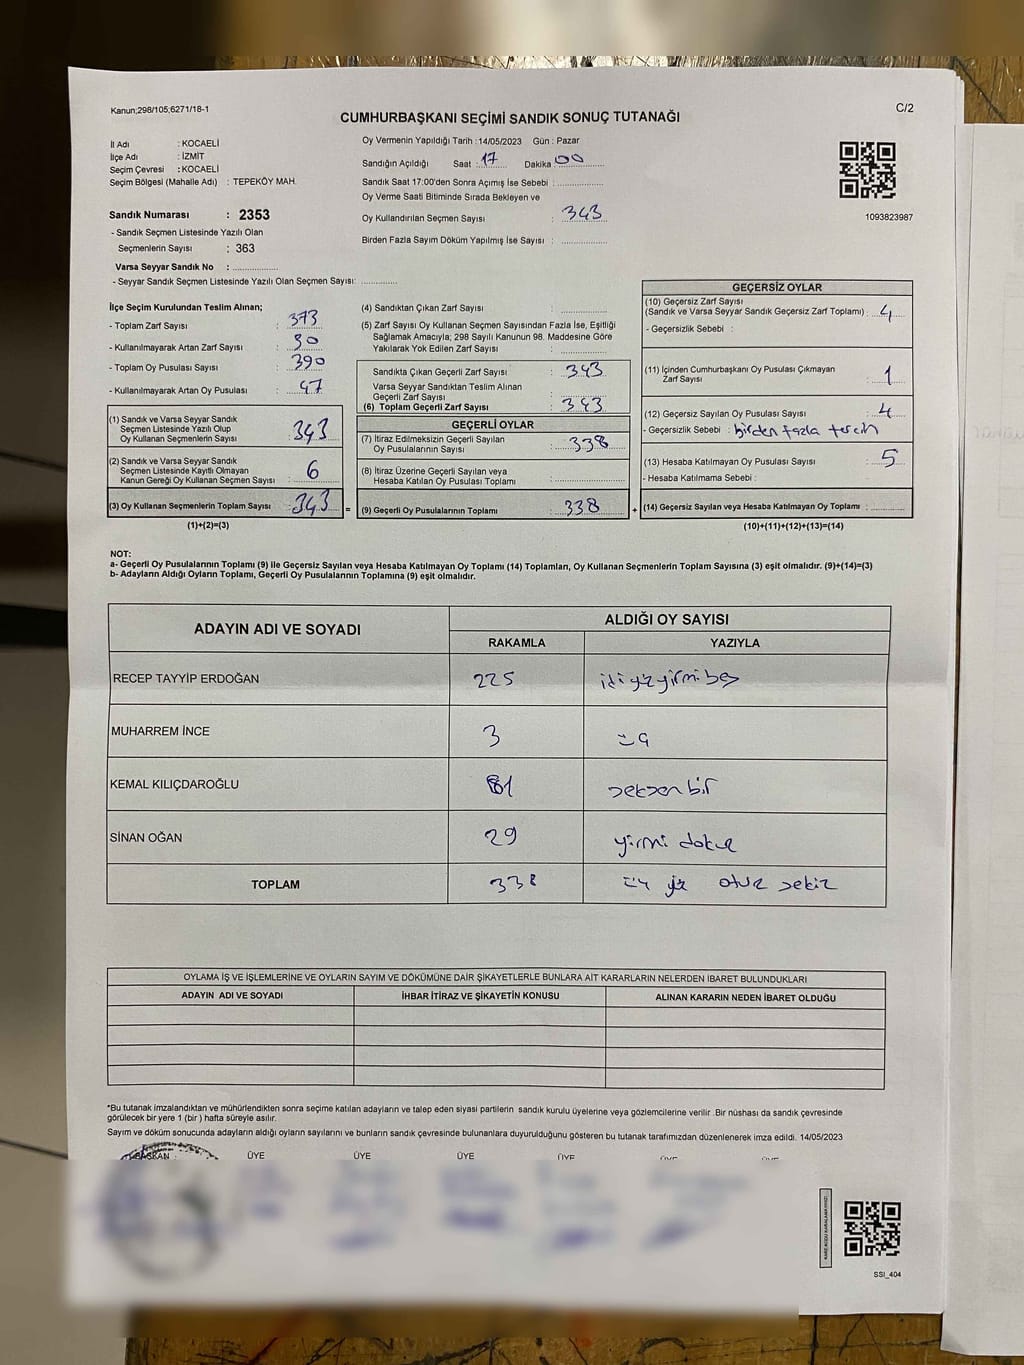 Kanun;298/105;6271/18-1
C/2
CUMHURBAŞKANI SEÇİMİ SANDIK SONUÇ TUTANAĞI
İl Adı : KOCAELİ
İlçe Adı : İZMİT
Seçim Çevresi : KOCAELİ
Seçim Bölgesi (Mahalle Adı) : TEPEKÖY MAH.
Sandık Numarası : 2353
- Sandık Seçmen Listesinde Yazılı Olan
Seçmenlerin Sayısı : 363
Varsa Seyyar Sandık No : ................
- Seyyar Sandık Seçmen Listesinde Yazılı Olan Seçmen Sayısı: .............
Oy Vermenin Yapıldığı Tarih : 14/05/2023 Gün : Pazar
Sandığın Açıldığı Saat : 17 Dakika : 00
Sandık Saat 17:00'den Sonra Açımış İse Sebebi : ................
Oy Verme Saati Bitiminde Sırada Bekleyen ve
Oy Kullandırılan Seçmen Sayısı : 343
Birden Fazla Sayım Döküm Yapılmış İse Sayısı : ................
1093823987
İlçe Seçim Kurulundan Teslim Alınan;
- Toplam Zarf Sayısı : 373
- Kullanılmayarak Artan Zarf Sayısı : 30
- Toplam Oy Pusulası Sayısı : 390
- Kullanılmayarak Artan Oy Pusulası : 47
(1) Sandık ve Varsa Seyyar Sandık
Seçmen Listesinde Yazılı Olup
Oy Kullanan Seçmenlerin Sayısı : 343
(2) Sandık ve Varsa Seyyar Sandık
Seçmen Listesinde Kayıtlı Olmayan
Kanun Gereği Oy Kullanan Seçmen Sayısı : 6
(3) Oy Kullanan Seçmenlerin Toplam Sayısı : 343 =
(1)+(2)=(3)
(4) Sandıktan Çıkan Zarf Sayısı : ................
(5) Zarf Sayısı Oy Kullanan Seçmen Sayısından Fazla İse, Eşitliği
Sağlamak Amacıyla; 298 Sayılı Kanunun 98. Maddesine Göre
Yakılarak Yok Edilen Zarf Sayısı : ................
Sandıkta Çıkan Geçerli Zarf Sayısı : 343
Varsa Seyyar Sandıktan Teslim Alınan
Geçerli Zarf Sayısı : ................
(6) Toplam Geçerli Zarf Sayısı : 343
GEÇERLİ OYLAR
(7) İtiraz Edilmeksizin Geçerli Sayılan
Oy Pusulalarının Sayısı : 338
(8) İtiraz Üzerine Geçerli Sayılan veya
Hesaba Katılan Oy Pusulası Toplamı : ................
(9) Geçerli Oy Pusulalarının Toplamı : 338 +
GEÇERSİZ OYLAR
(10) Geçersiz Zarf Sayısı
(Sandık ve Varsa Seyyar Sandık Geçersiz Zarf Toplamı) : 4
- Geçersizlik Sebebi :
(11) İçinden Cumhurbaşkanı Oy Pusulası Çıkmayan
Zarf Sayısı : 1
(12) Geçersiz Sayılan Oy Pusulası Sayısı : 4
- Geçersizlik Sebebi : birden fazla tercih
(13) Hesaba Katılmayan Oy Pusulası Sayısı : 5
- Hesaba Katılmama Sebebi :
(14) Geçersiz Sayılan veya Hesaba Katılmayan Oy Toplamı : ..........
(10)+(11)+(12)+(13)=(14)
NOT:
a- Geçerli Oy Pusulalarının Toplamı (9) ile Geçersiz Sayılan veya Hesaba Katılmayan Oy Toplamı (14) Toplamları, Oy Kullanan Seçmenlerin Toplam Sayısına (3) eşit olmalıdır. (9)+(14)=(3)
b- Adayların Aldığı Oyların Toplamı, Geçerli Oy Pusulalarının Toplamına (9) eşit olmalıdır.
ADAYIN ADI VE SOYADI
ALDIĞI OY SAYISI
RAKAMLA YAZIYLA
RECEP TAYYİP ERDOĞAN 225 ikiyüzyirmibeş
MUHARREM İNCE 3 üç
KEMAL KILIÇDAROĞLU 81 seksenbir
SİNAN OĞAN 29 yirmi dokuz
TOPLAM 338 üç yüz otuz sekiz
OYLAMA İŞ VE İŞLEMLERİNE VE OYLARIN SAYIM VE DÖKÜMÜNE DAİR ŞİKAYETLERLE BUNLARA AİT KARARLARIN NELERDEN İBARET BULUNDUKLARI
ADAYIN ADI VE SOYADI İHBAR İTİRAZ VE ŞİKAYETİN KONUSU ALINAN KARARIN NEDEN İBARET OLDUĞU
*Bu tutanak imzalandıktan ve mühürlendikten sonra seçime katılan adayların ve talep eden siyasi partilerin sandık kurulu üyelerine veya gözlemcilerine verilir .Bir nüshası da sandık çevresinde
görülecek bir yere 1 (bir ) hafta süreyle asılır.
Sayım ve döküm sonucunda adayların aldığı oyların sayılarını ve bunların sandık çevresinde bulunanlara duyurulduğunu gösteren bu tutanak tarafımızdan düzenlenerek imza edildi. 14/05/2023
BAŞKAN ÜYE ÜYE ÜYE ÜYE
SSI_404